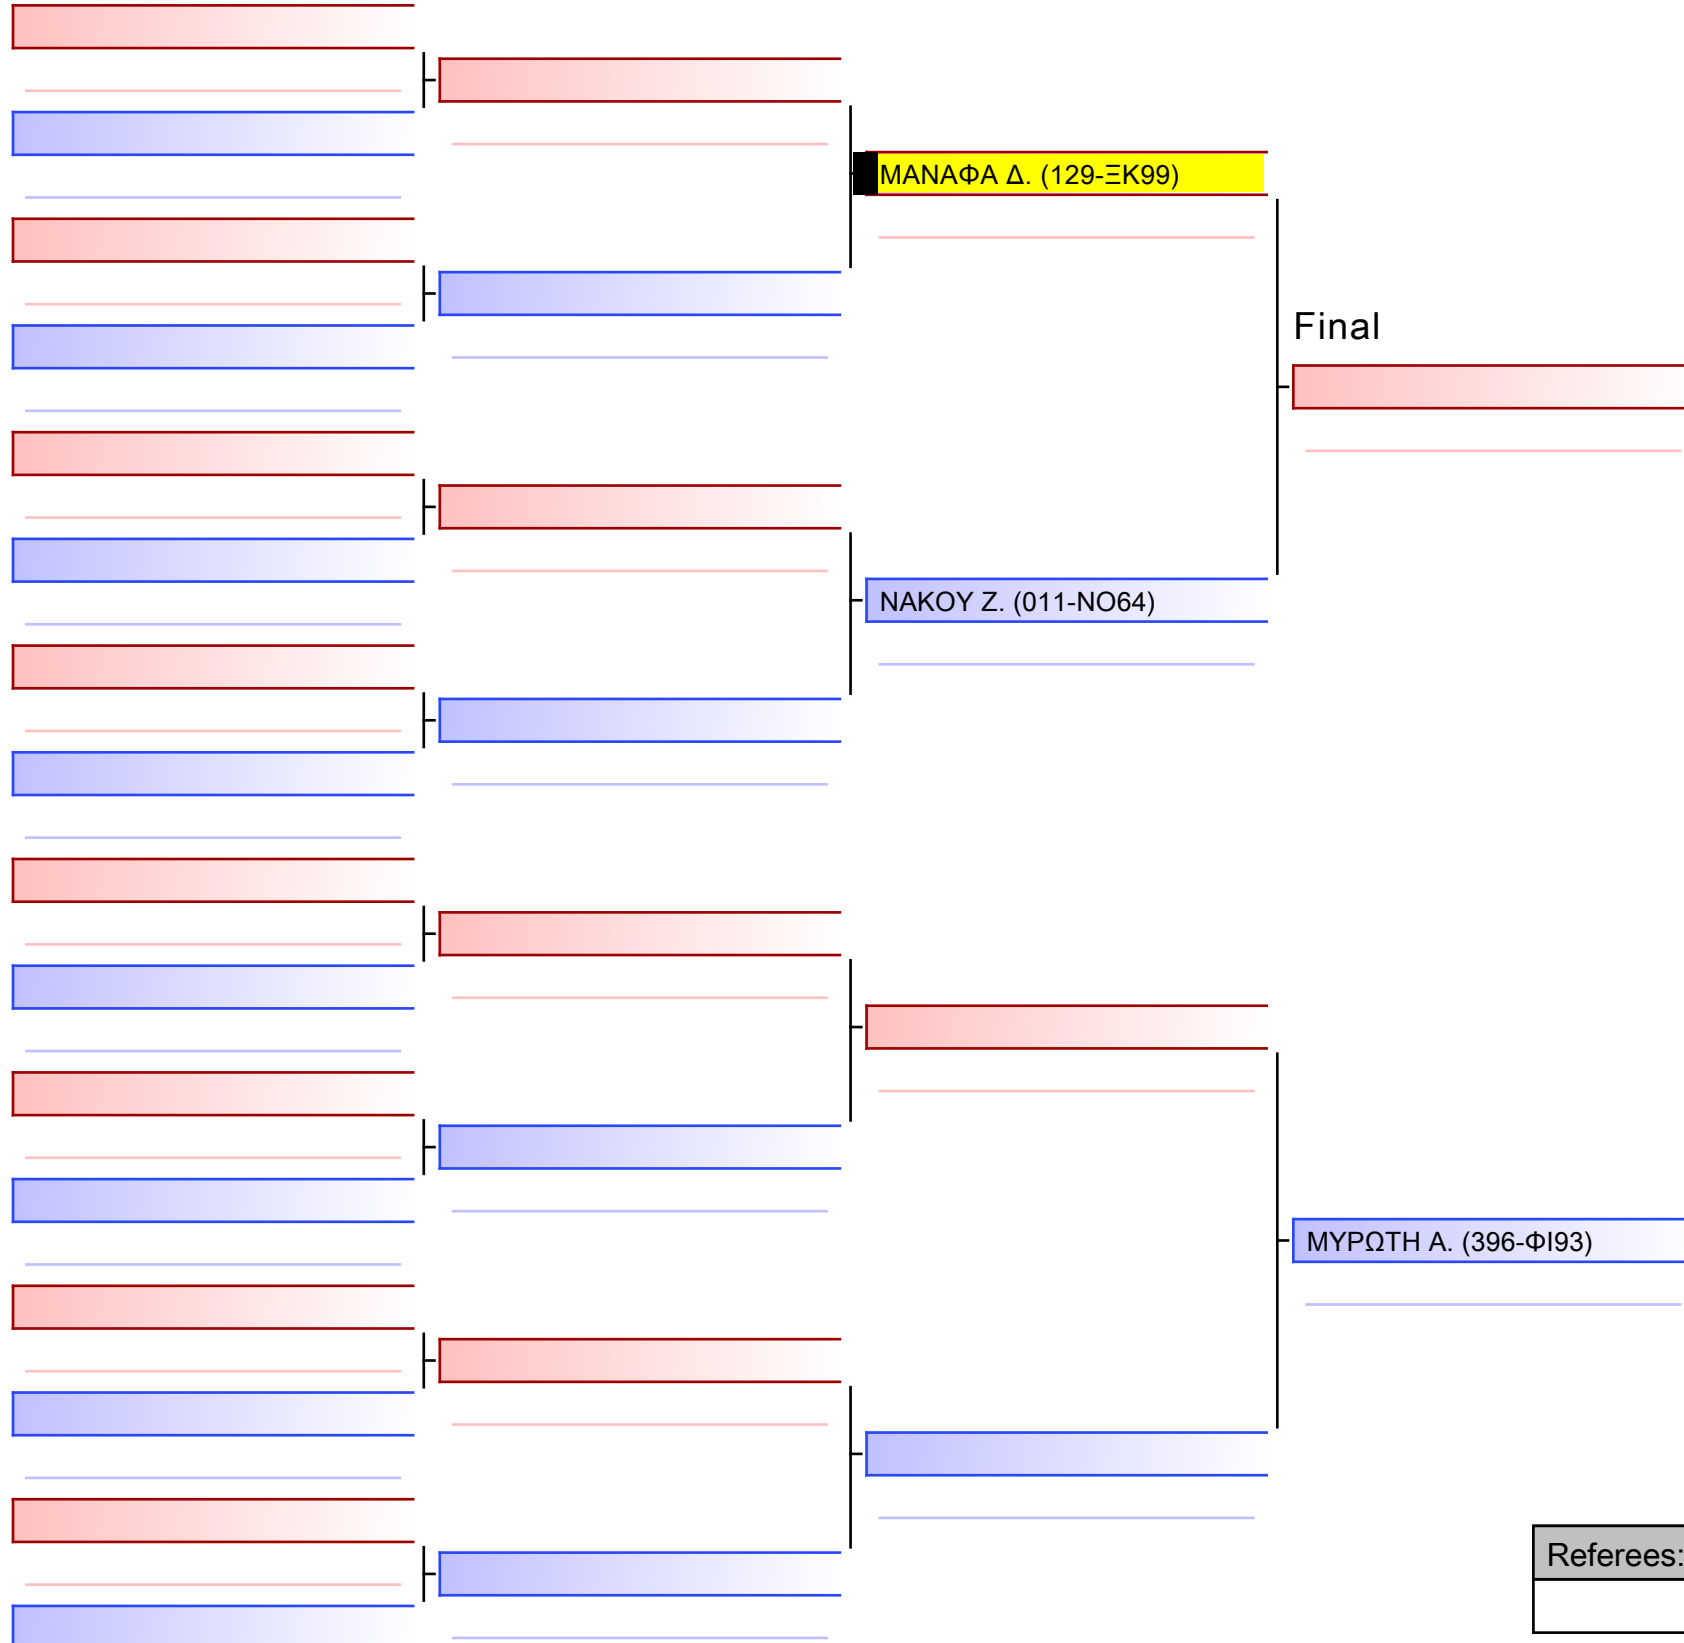 ΜΑΝΑΦΑ Δ. (129-ΞΚ99)
Final
ΝΑΚΟΥ Ζ. (011-ΝΟ64)
ΜΥΡΩΤΗ Α. (396-ΦΙ93)
Referees: